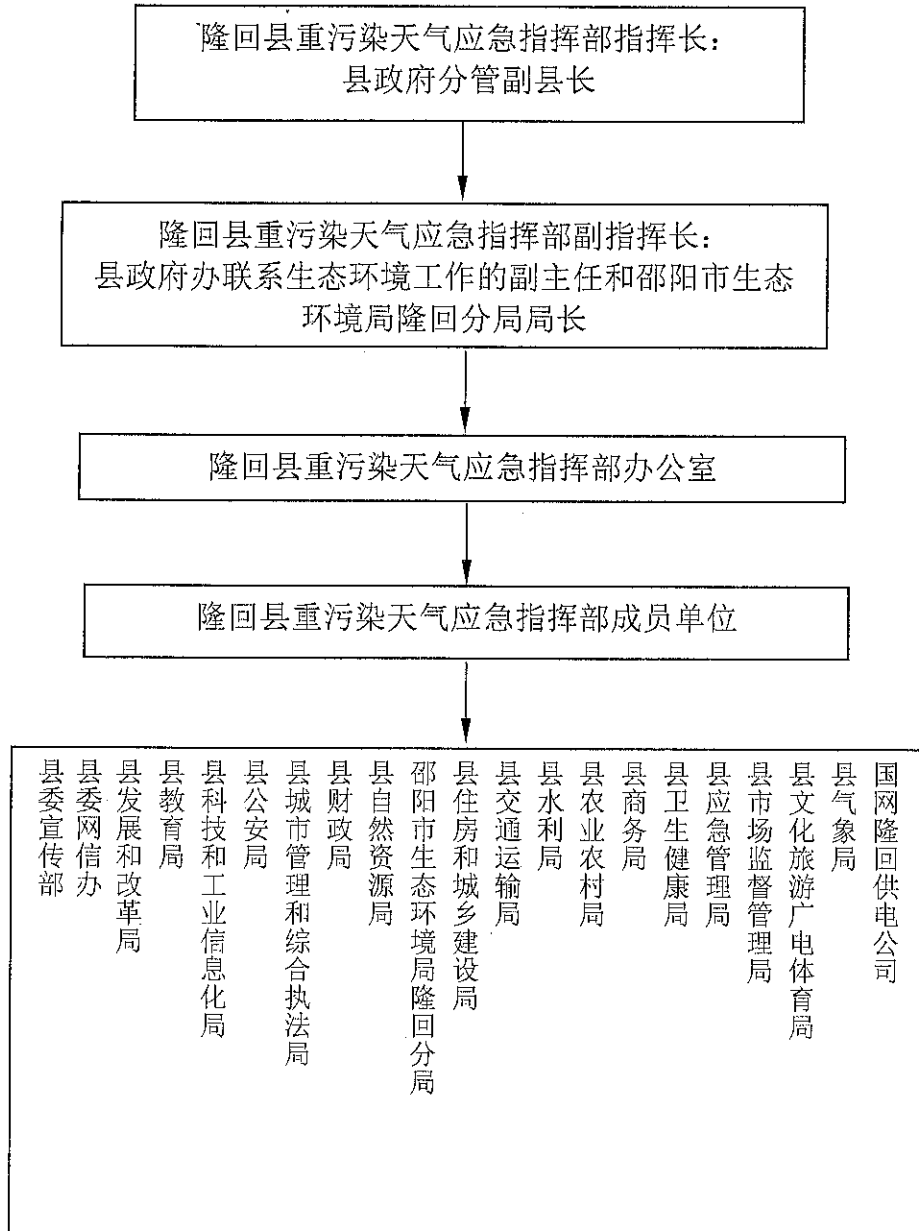 隆回县重污染天气应急指挥部指挥长：
县政府分管副县长
隆回县重污染天气应急指挥部副指挥长：
县政府办联系生态环境工作的副主任和邵阳市生态
环境局隆回分局局长
隆回县重污染天气应急指挥部办公室
隆回县重污染天气应急指挥部成员单位
县委宣传部
县委网信办
县发展和改革局
县教育局
县科技和工业信息化局
县公安局
县城市管理和综合执法局
县财政局
县自然资源局
邵阳市生态环境局隆回分局
县住房和城乡建设局
县交通运输局
县水利局
县农业农村局
县商务局
县卫生健康局
县应急管理局
县市场监督管理局
县文化旅游广电体育局
县气象局
国网隆回供电公司